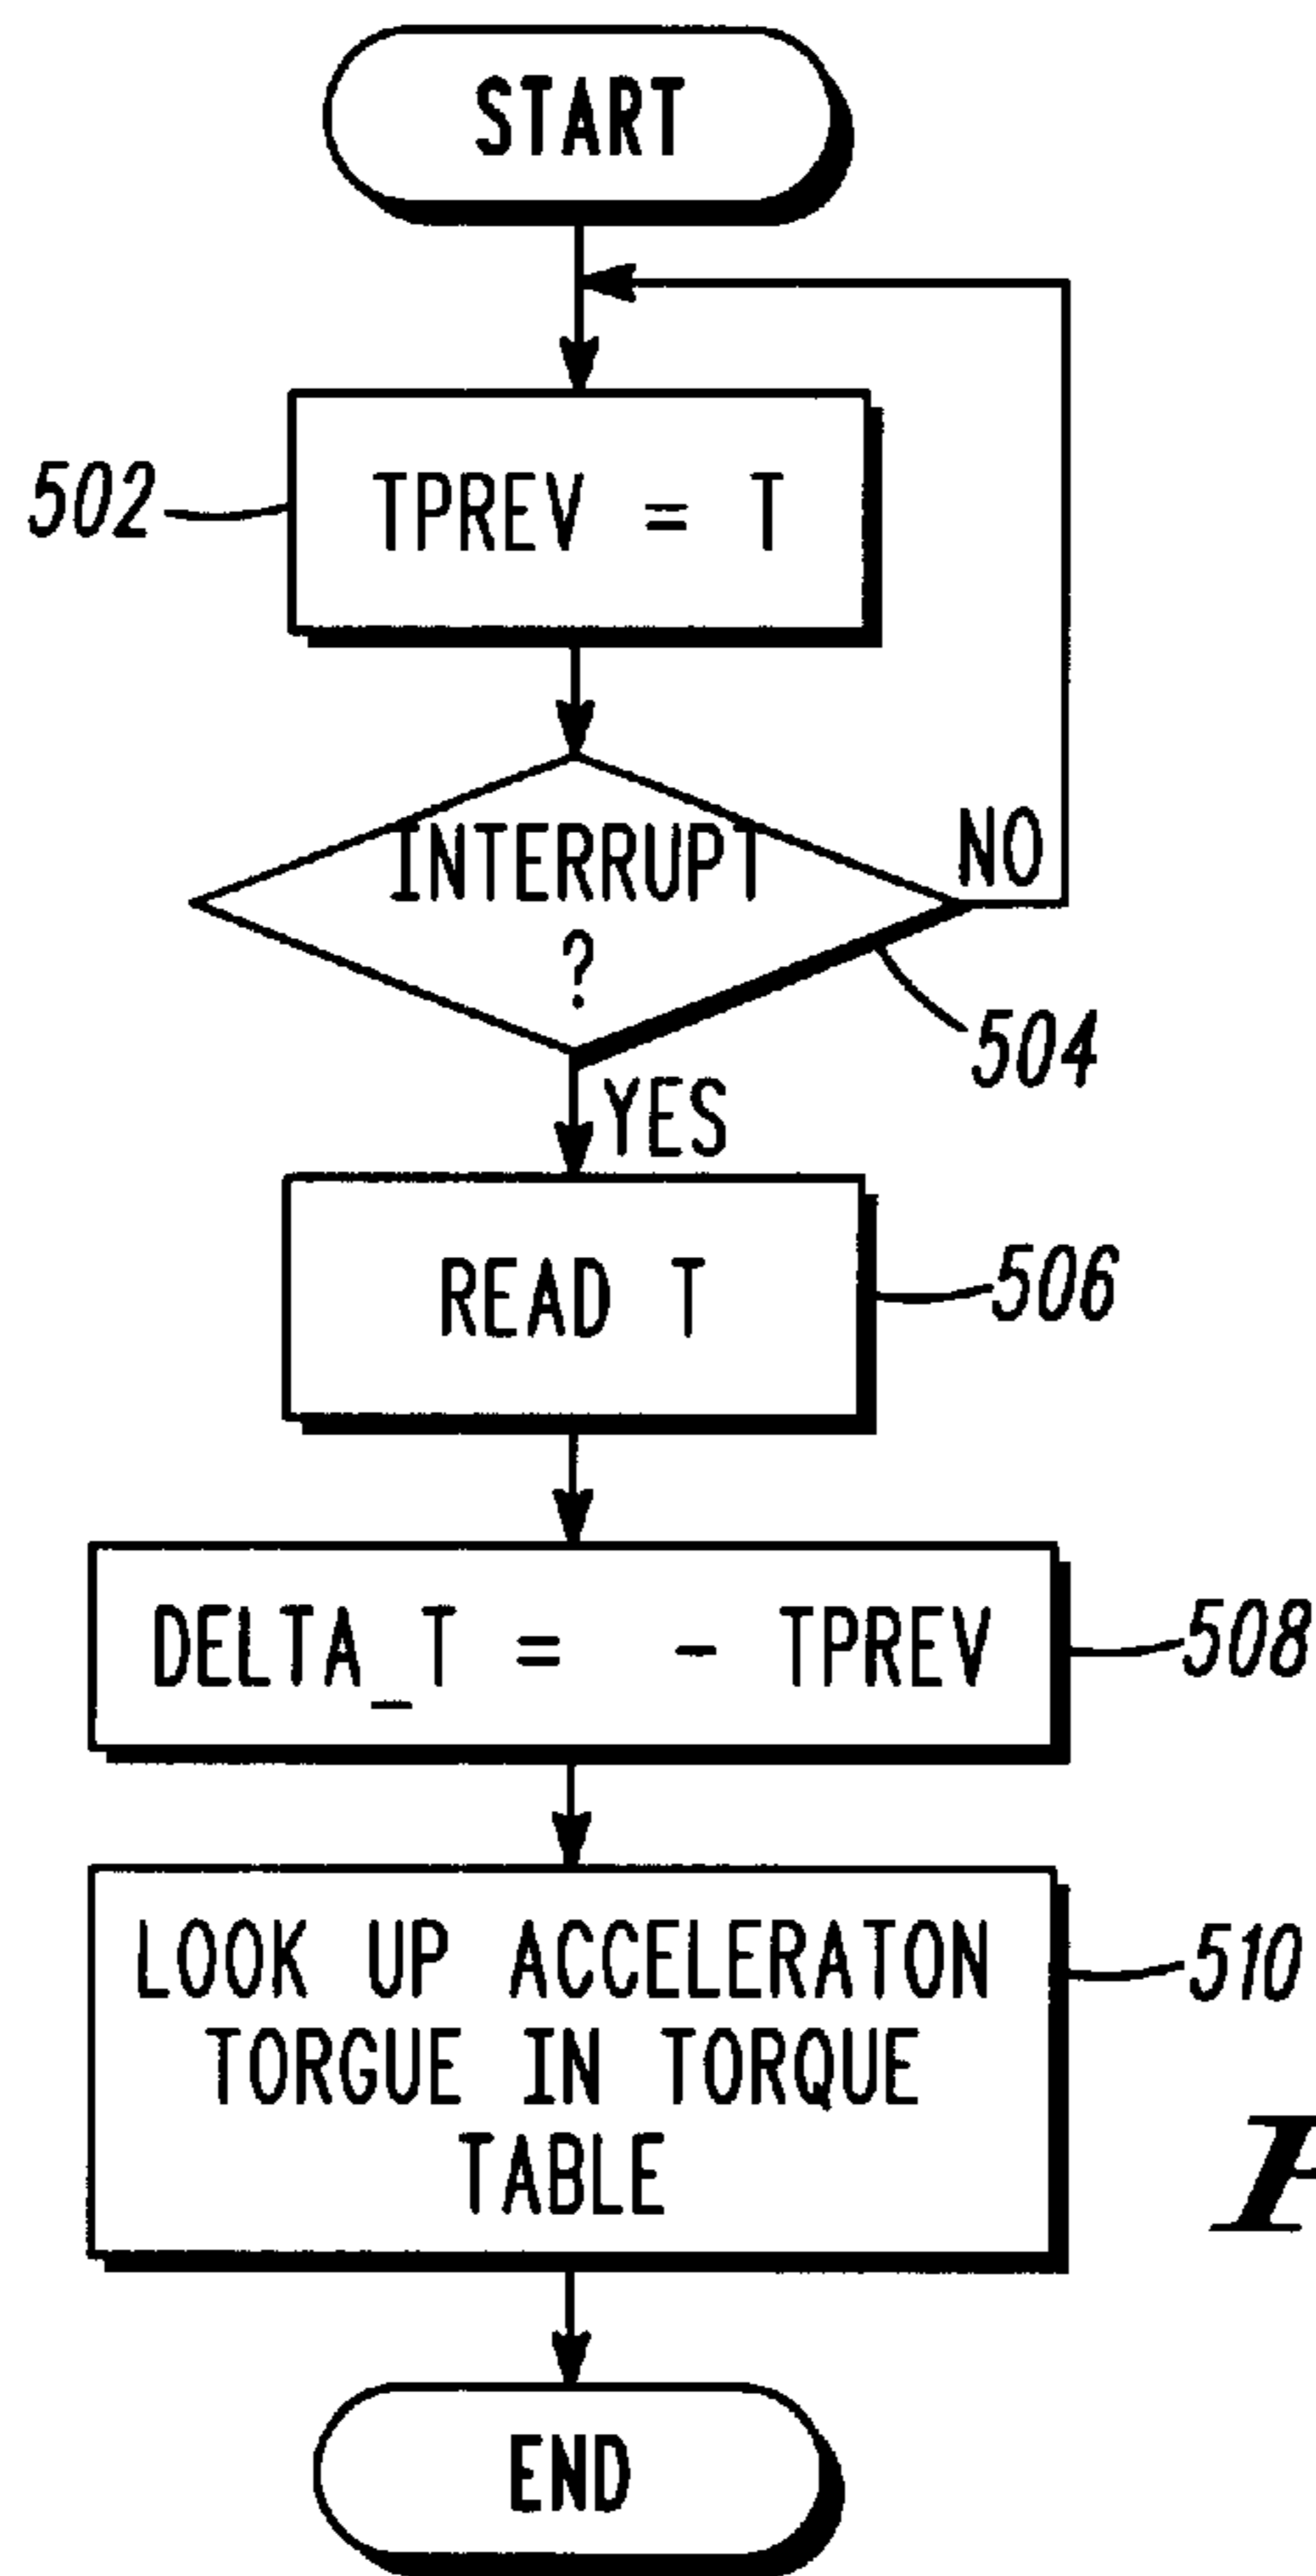 START
502
TPREV = T
INTERRUPT
?
NO
504
YES
READ T
506
DELTA_T = - TPREV
508
LOOK UP ACCELERATON
TORGUE IN TORQUE
TABLE
510
END